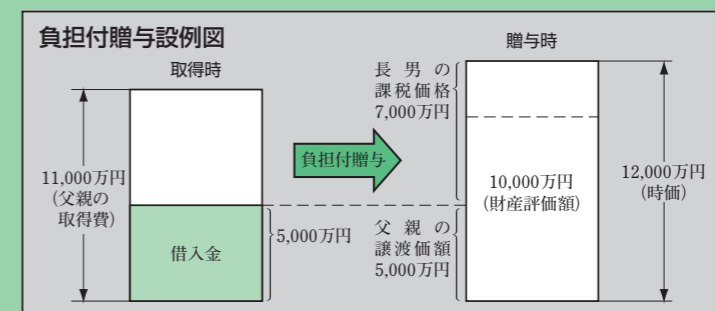 負担付贈与設例図
取得時
贈与時
11,000万円
(父親の
取得費)
借入金
5,000万円
負担付贈与
長男の
課税価格
7,000万円
父親の
譲渡価額
5,000万円
10,000万円
(財産評価額)
12,000万円
(時価)